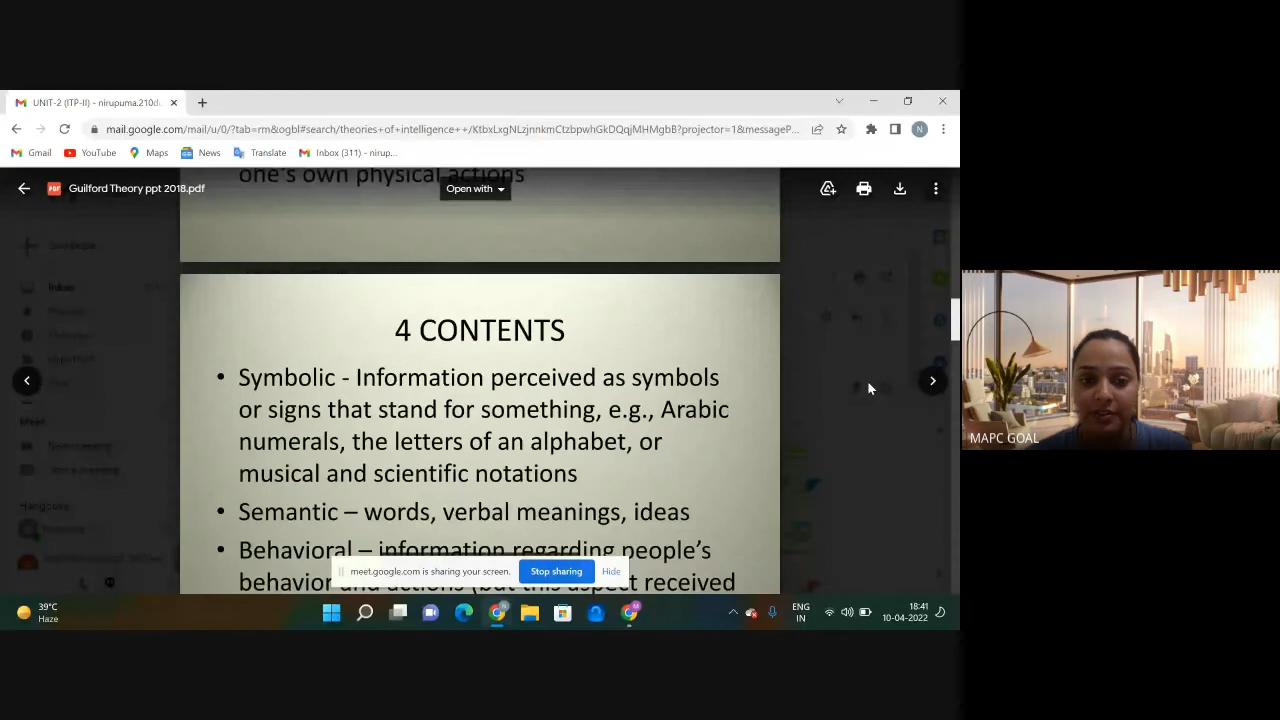 UNIT-2 (ITP-II) - nirupuma.210d
mail.google.com/mail/u/0/?tab=rm&ogbl#search/theories+of+intelligence++/KtbxLxgNLzjnnkmCtzbpwhGkDQqjMHMgbB?projector=1&messageP...
Gmail YouTube Maps News Translate Inbox (311) - nirup...
one's own physical actions
Guilford Theory ppt 2018.pdf
Open with
Inbox
Meet
Hangouts
4 CONTENTS
• Symbolic - Information perceived as symbols
or signs that stand for something, e.g., Arabic
numerals, the letters of an alphabet, or
musical and scientific notations
• Semantic – words, verbal meanings, ideas
• Behavioral – information regarding people's
behavior and actions (but this aspect received
meet.google.com is sharing your screen. Stop sharing Hide
MAPC GOAL
39°C
Haze
ENG
IN
18:41
10-04-2022